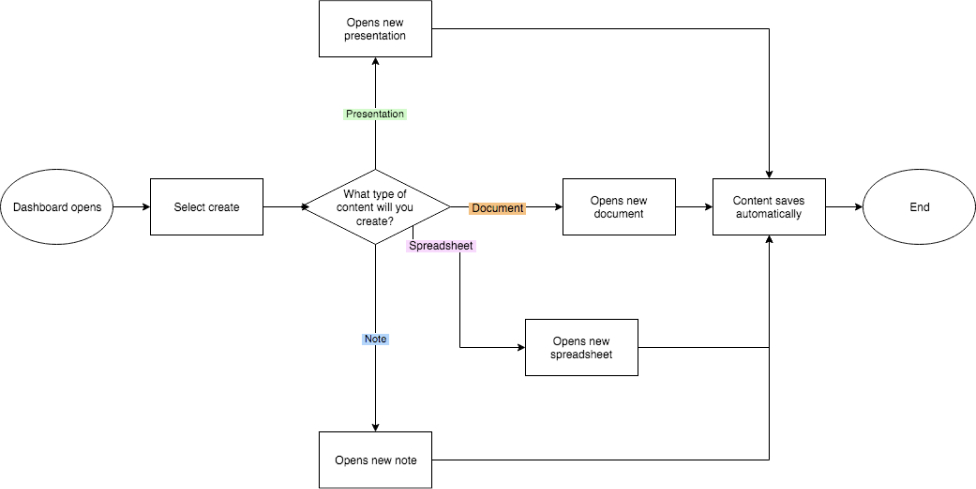 Opens new
presentation
Presentation
Dashboard opens
Select create
What type of
content will you
create?
Document
Opens new
document
Content saves
automatically
End
Spreadsheet
Note
Opens new
spreadsheet
Opens new note